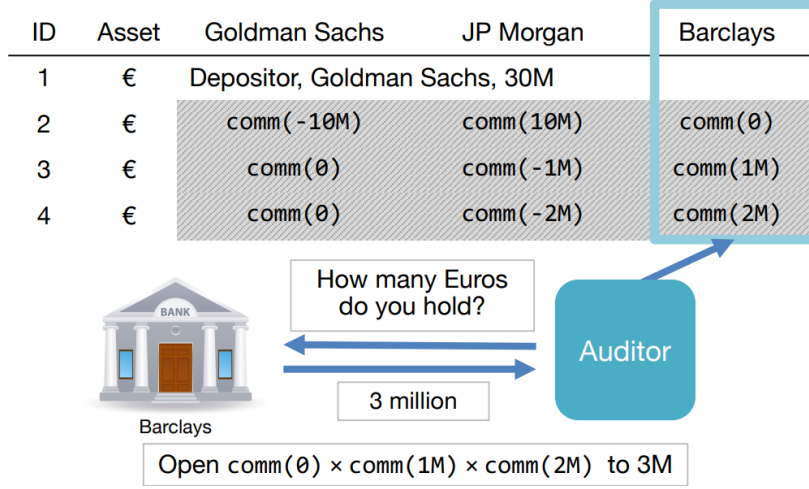 ID Asset Goldman Sachs JP Morgan Barclays
1 € Depositor, Goldman Sachs, 30M
2 € comm(-10M) comm(10M) comm(0)
3 € comm(0) comm(-1M) comm(1M)
4 € comm(0) comm(-2M) comm(2M)
How many Euros
do you hold?
BANK
Auditor
3 million
Barclays
Open comm(0) × comm(1M) × comm(2M) to 3M